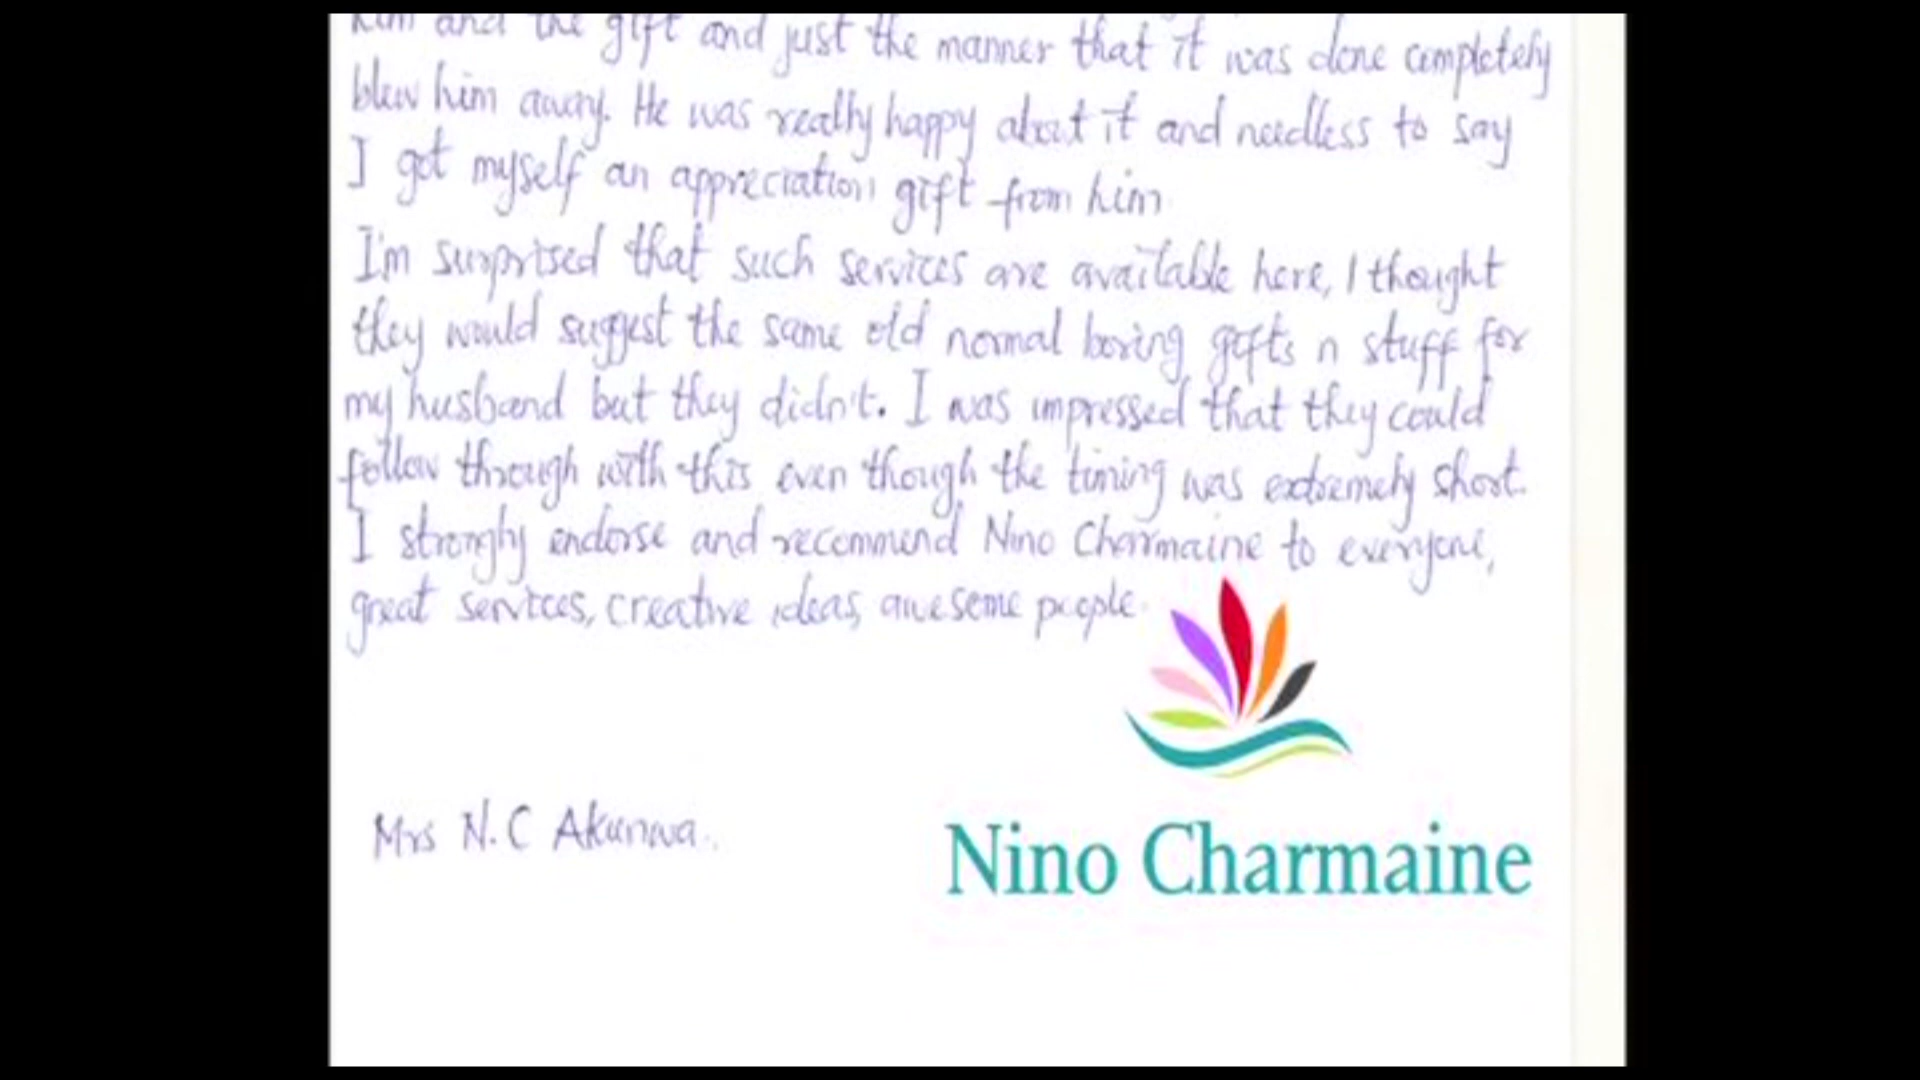 him and the gift and just the manner that it was done completely
blew him away. He was really happy about it and needless to say
I got myself an appreciation gift from him
I'm surprised that such services are available here, I thought
they would suggest the same old normal boring gifts n stuff for
my husband but they didn't. I was impressed that they could
follow through with this even though the timing was extremely short.
I strongly endorse and recommend Nino Charmaine to everyone,
great services, creative ideas, awesome people.
Mrs N.C Akunwa.
Nino Charmaine